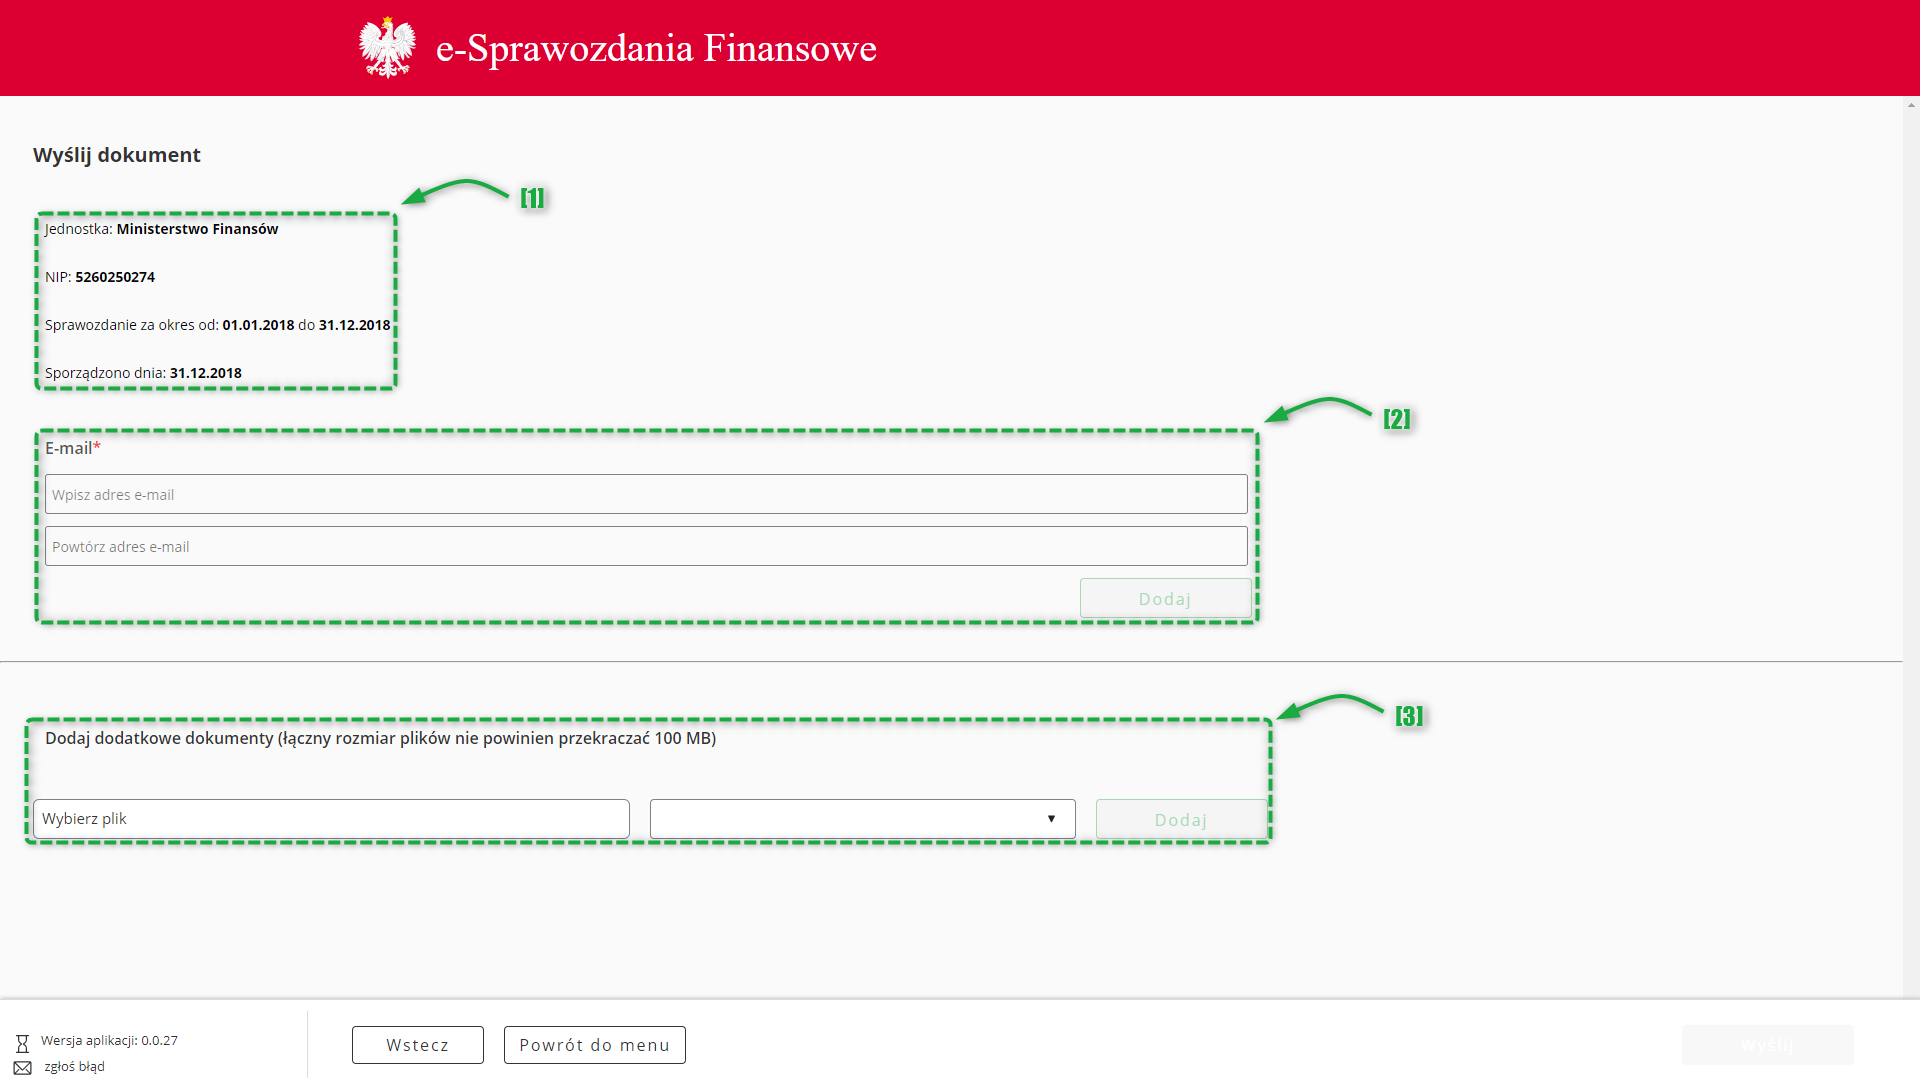 e-Sprawozdania Finansowe
Wyślij dokument
[1]
Jednostka: Ministerstwo Finansów
NIP: 5260250274
Sprawozdanie za okres od: 01.01.2018 do 31.12.2018
Sporządzono dnia: 31.12.2018
[2]
E-mail*
Wpisz adres e-mail
Powtórz adres e-mail
Dodaj
[3]
Dodaj dodatkowe dokumenty (łączny rozmiar plików nie powinien przekraczać 100 MB)
Wybierz plik
Dodaj
Wersja aplikacji: 0.0.27
zgłoś błąd
Wstecz
Powrót do menu
Wyślij